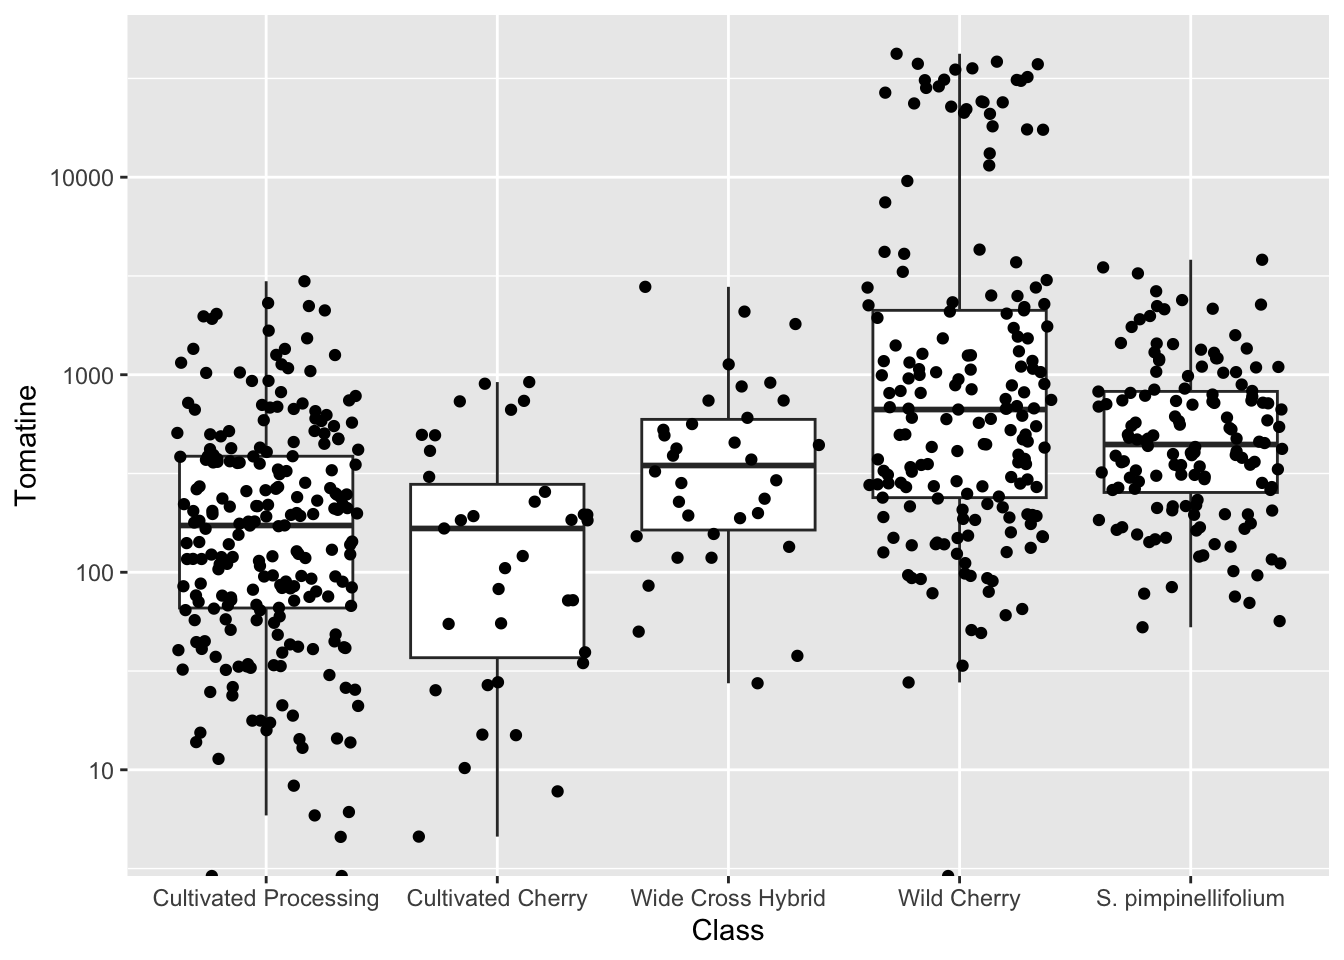 Tomatine
10000
1000
100
10
Cultivated Processing
Cultivated Cherry
Wide Cross Hybrid
Wild Cherry
S. pimpinellifolium
Class